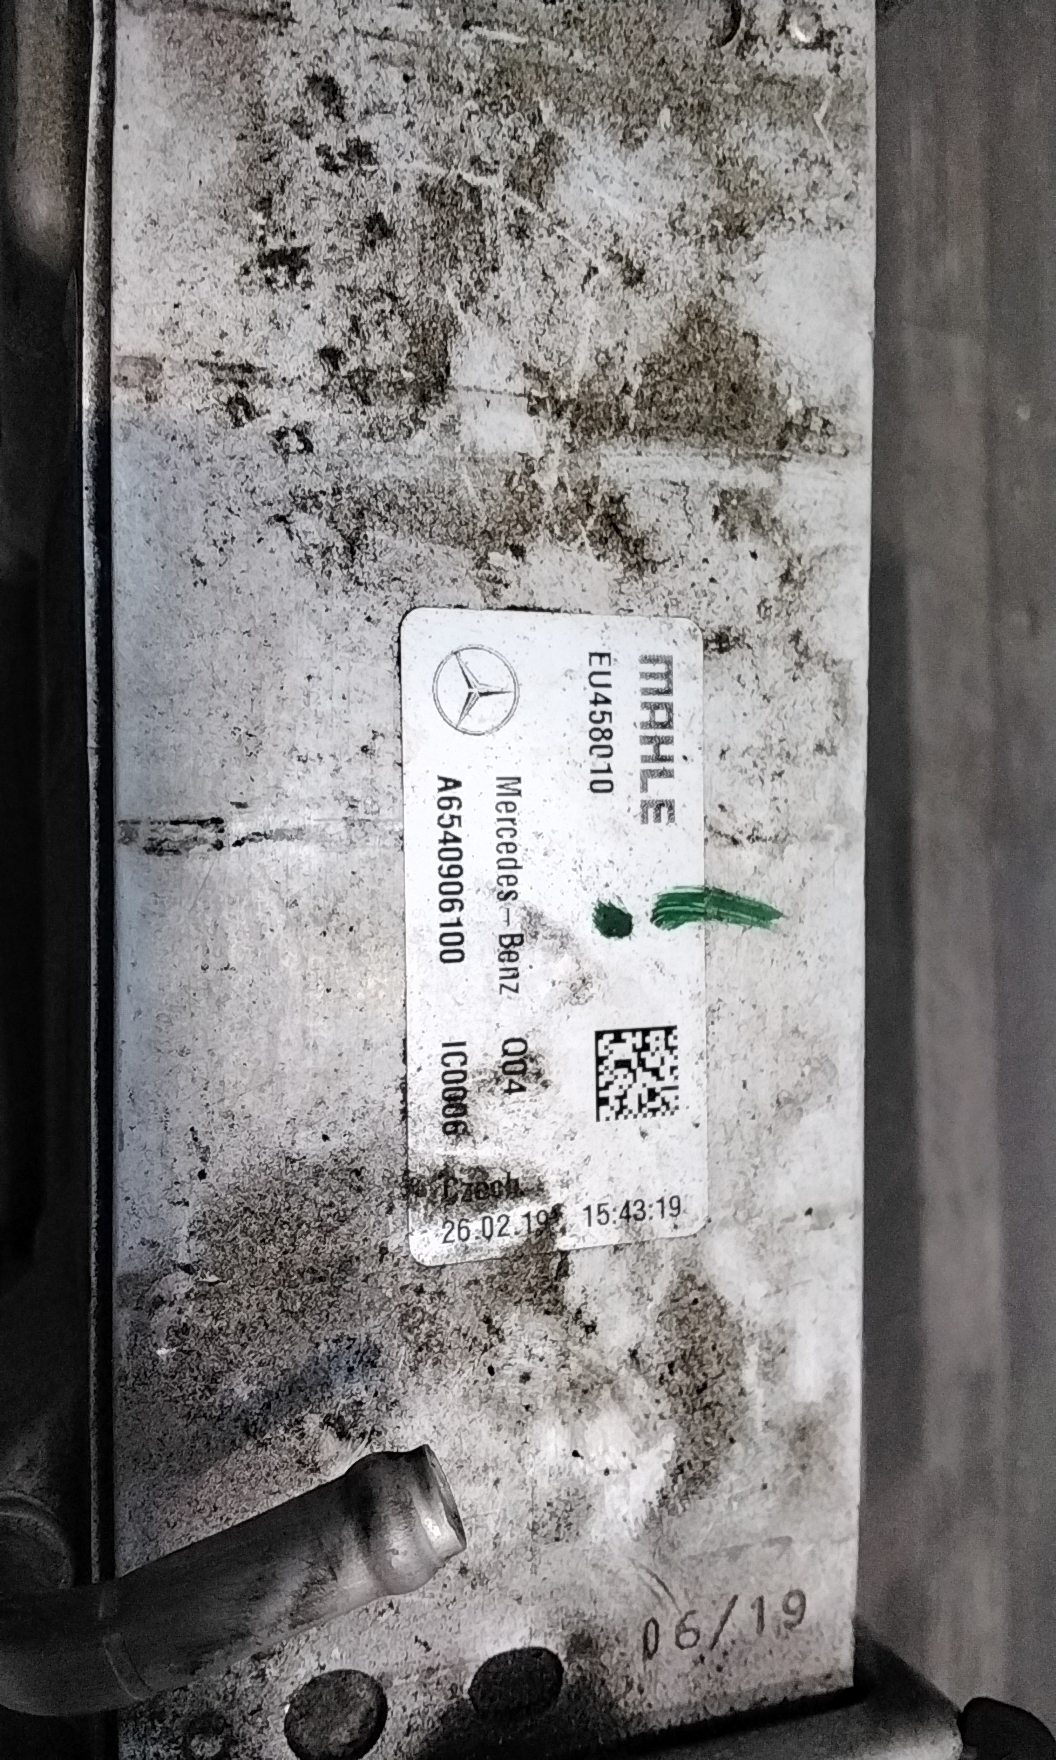 MAHLE
EU458010
Mercedes-Benz Q04
A6540906100 IC0006
Czech
26.02.19 15:43:19
06/19